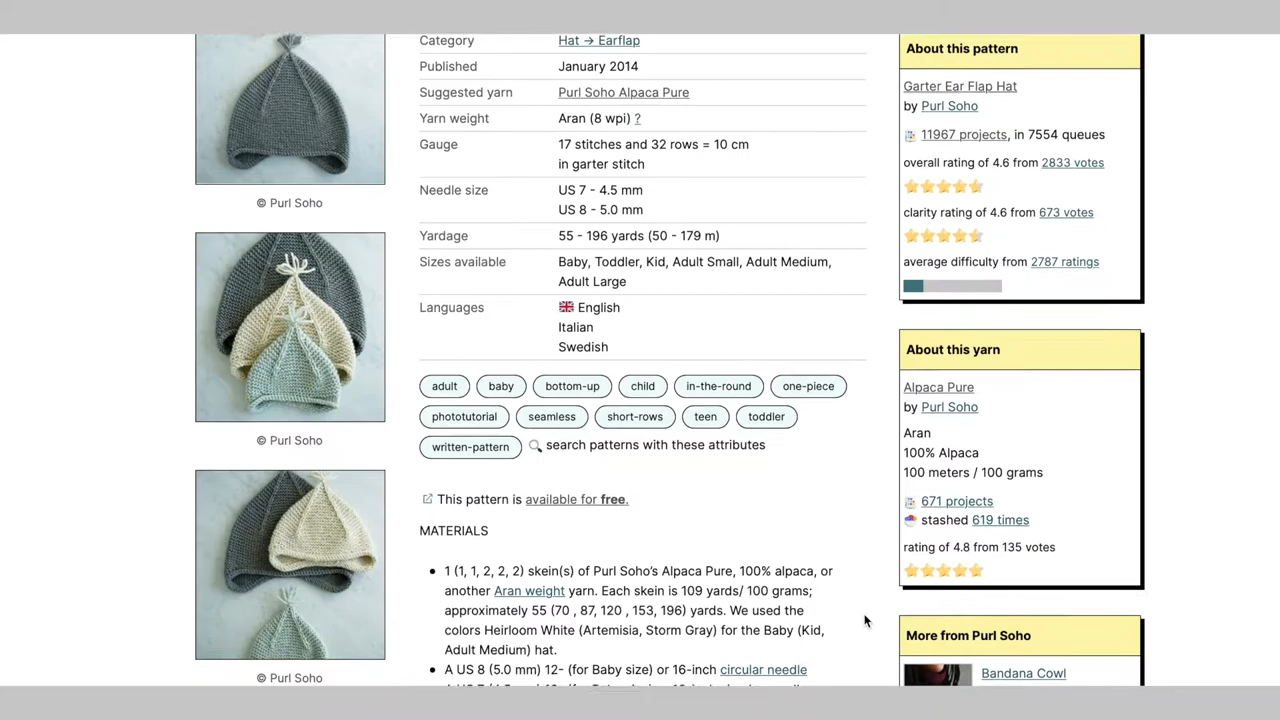 Category Hat → Earflap
Published January 2014
Suggested yarn Purl Soho Alpaca Pure
Yarn weight Aran (8 wpi) ?
Gauge 17 stitches and 32 rows = 10 cm
in garter stitch
Needle size US 7 - 4.5 mm
US 8 - 5.0 mm
Yardage 55 - 196 yards (50 - 179 m)
Sizes available Baby, Toddler, Kid, Adult Small, Adult Medium,
Adult Large
Languages English
Italian
Swedish
adult baby bottom-up child in-the-round one-piece
phototutorial seamless short-rows teen toddler
written-pattern search patterns with these attributes
This pattern is available for free.
MATERIALS
• 1 (1, 1, 2, 2, 2) skein(s) of Purl Soho’s Alpaca Pure, 100% alpaca, or
another Aran weight yarn. Each skein is 109 yards/ 100 grams;
approximately 55 (70 , 87, 120 , 153, 196) yards. We used the
colors Heirloom White (Artemisia, Storm Gray) for the Baby (Kid,
Adult Medium) hat.
• A US 8 (5.0 mm) 12- (for Baby size) or 16-inch circular needle
© Purl Soho
© Purl Soho
© Purl Soho
About this pattern
Garter Ear Flap Hat
by Purl Soho
11967 projects, in 7554 queues
overall rating of 4.6 from 2833 votes
clarity rating of 4.6 from 673 votes
average difficulty from 2787 ratings
About this yarn
Alpaca Pure
by Purl Soho
Aran
100% Alpaca
100 meters / 100 grams
671 projects
stashed 619 times
rating of 4.8 from 135 votes
More from Purl Soho
Bandana Cowl